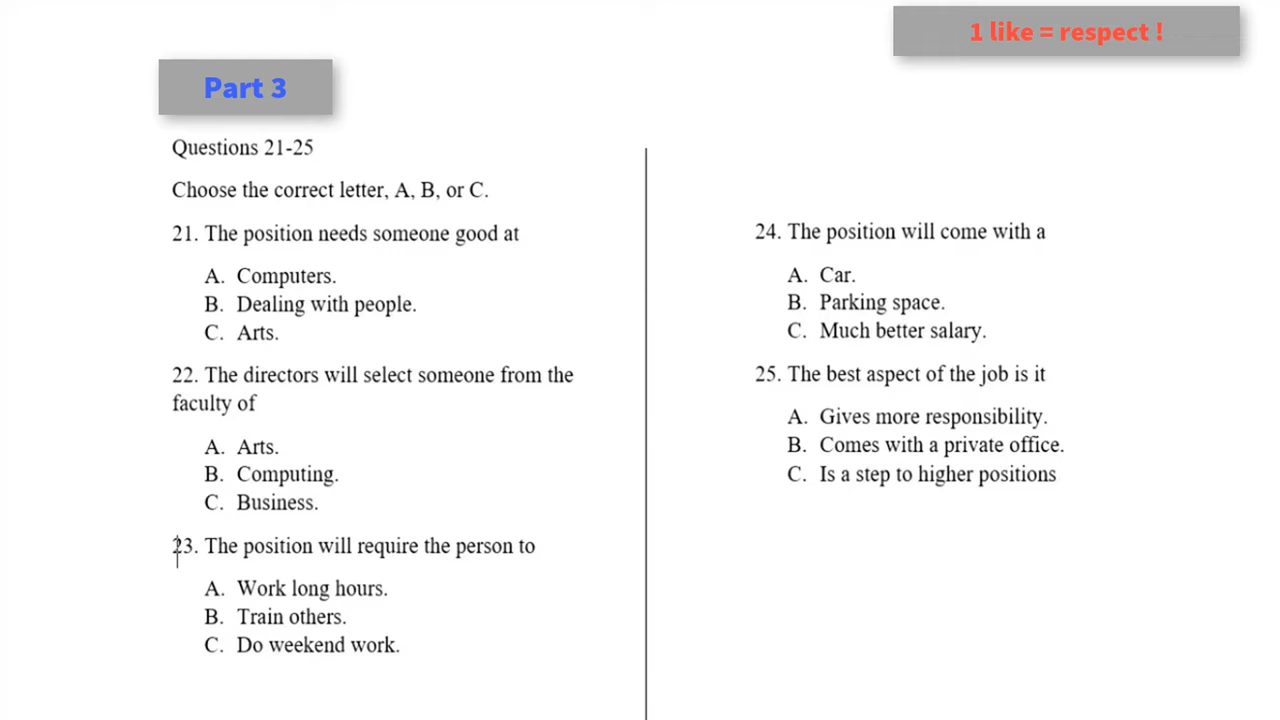 1 like = respect !
Part 3
Questions 21-25
Choose the correct letter, A, B, or C.
21. The position needs someone good at
A. Computers.
B. Dealing with people.
C. Arts.
22. The directors will select someone from the
faculty of
A. Arts.
B. Computing.
C. Business.
23. The position will require the person to
A. Work long hours.
B. Train others.
C. Do weekend work.
24. The position will come with a
A. Car.
B. Parking space.
C. Much better salary.
25. The best aspect of the job is it
A. Gives more responsibility.
B. Comes with a private office.
C. Is a step to higher positions